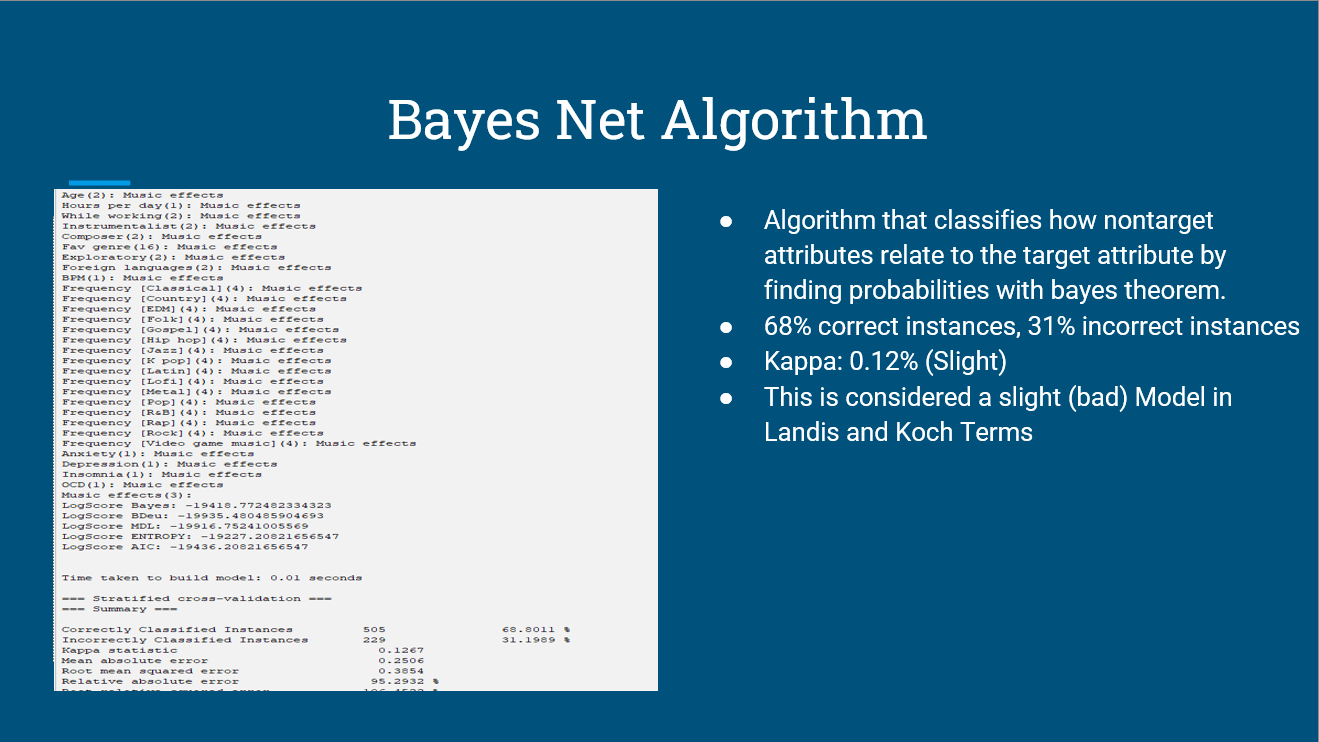 Bayes Net Algorithm
Age(2): Music effects
Hours per day(1): Music effects
While working(2): Music effects
Instrumentalist(2): Music effects
Composer(2): Music effects
Fav genre(16): Music effects
Exploratory(2): Music effects
Foreign languages(2): Music effects
BPM(1): Music effects
Frequency [Classical](4): Music effects
Frequency [Country](4): Music effects
Frequency [EDM](4): Music effects
Frequency [Folk](4): Music effects
Frequency [Gospel](4): Music effects
Frequency [Hip hop](4): Music effects
Frequency [Jazz](4): Music effects
Frequency [K pop](4): Music effects
Frequency [Latin](4): Music effects
Frequency [Lofi](4): Music effects
Frequency [Metal](4): Music effects
Frequency [Pop](4): Music effects
Frequency [R&B](4): Music effects
Frequency [Rap](4): Music effects
Frequency [Rock](4): Music effects
Frequency [Video game music](4): Music effects
Anxiety(1): Music effects
Depression(1): Music effects
Insomnia(1): Music effects
OCD(1): Music effects
Music effects(3):
LogScore Bayes: -19418.772482334323
LogScore BDeu: -19935.480485904693
LogScore MDL: -19916.75241005569
LogScore ENTROPY: -19227.20821656547
LogScore AIC: -19436.20821656547
Time taken to build model: 0.01 seconds
=== Stratified cross-validation ===
=== Summary ===
Correctly Classified Instances 505 68.8011 %
Incorrectly Classified Instances 229 31.1989 %
Kappa statistic 0.1267
Mean absolute error 0.2506
Root mean squared error 0.3854
Relative absolute error 95.2932 %
● Algorithm that classifies how nontarget
attributes relate to the target attribute by
finding probabilities with bayes theorem.
● 68% correct instances, 31% incorrect instances
● Kappa: 0.12% (Slight)
● This is considered a slight (bad) Model in
Landis and Koch Terms